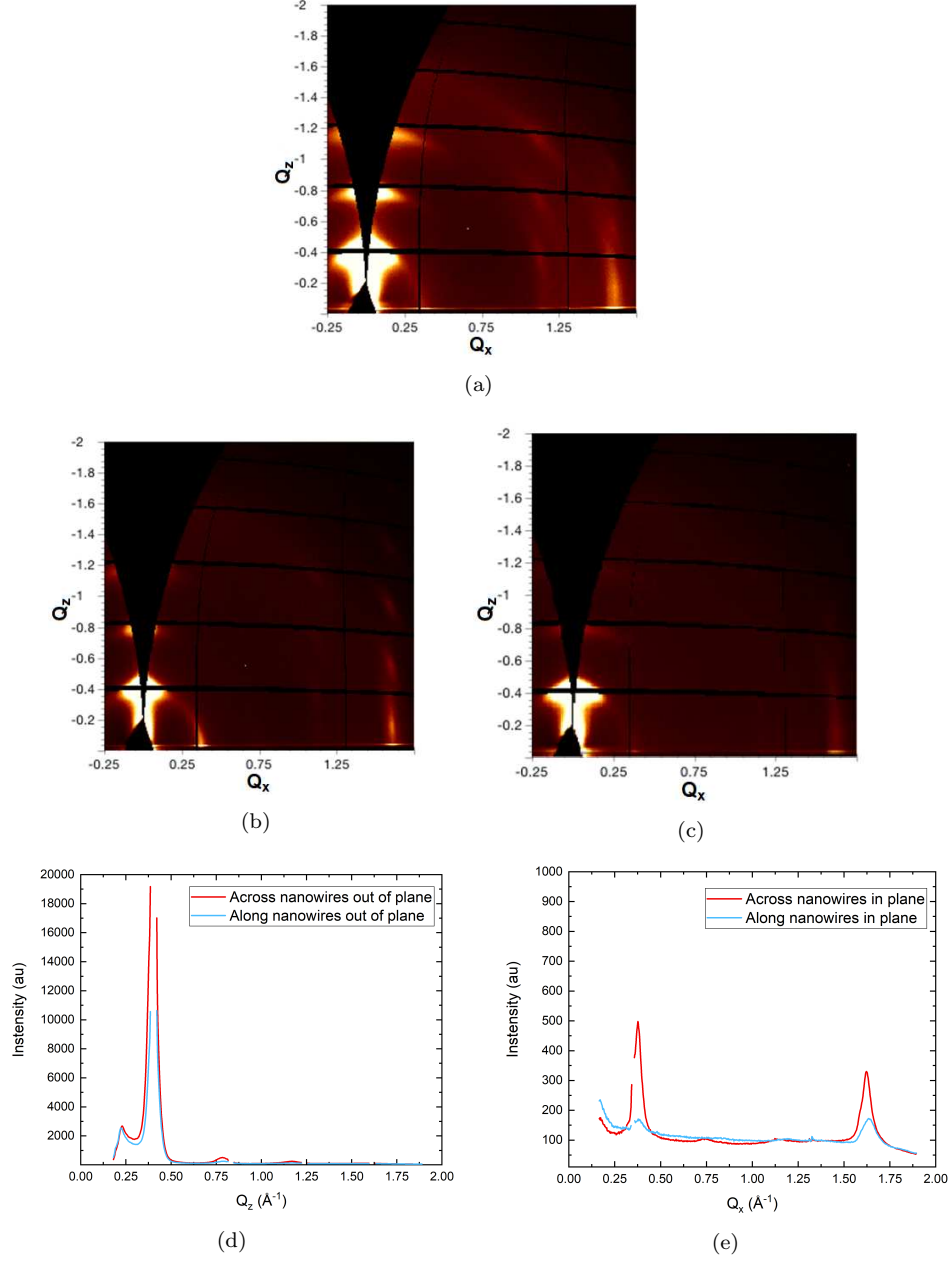 -2
-1.8
-1.6
-1.4
-1.2
-1
-0.8
-0.6
-0.4
-0.2
Qz
-0.25 0.25 0.75 1.25
Qx
(a)
-2
-1.8
-1.6
-1.4
-1.2
-1
-0.8
-0.6
-0.4
-0.2
Qz
-0.25 0.25 0.75 1.25
Qx
(b)
-2
-1.8
-1.6
-1.4
-1.2
-1
-0.8
-0.6
-0.4
-0.2
Qz
-0.25 0.25 0.75 1.25
Qx
(c)
20000
18000
16000
14000
12000
10000
8000
6000
4000
2000
Instensity (au)
Across nanowires out of plane
Along nanowires out of plane
0.00 0.25 0.50 0.75 1.00 1.25 1.50 1.75 2.00
Qz (Å-1)
(d)
1000
900
800
700
600
500
400
300
200
100
Instensity (au)
Across nanowires in plane
Along nanowires in plane
0.00 0.25 0.50 0.75 1.00 1.25 1.50 1.75 2.00
Qx (Å-1)
(e)